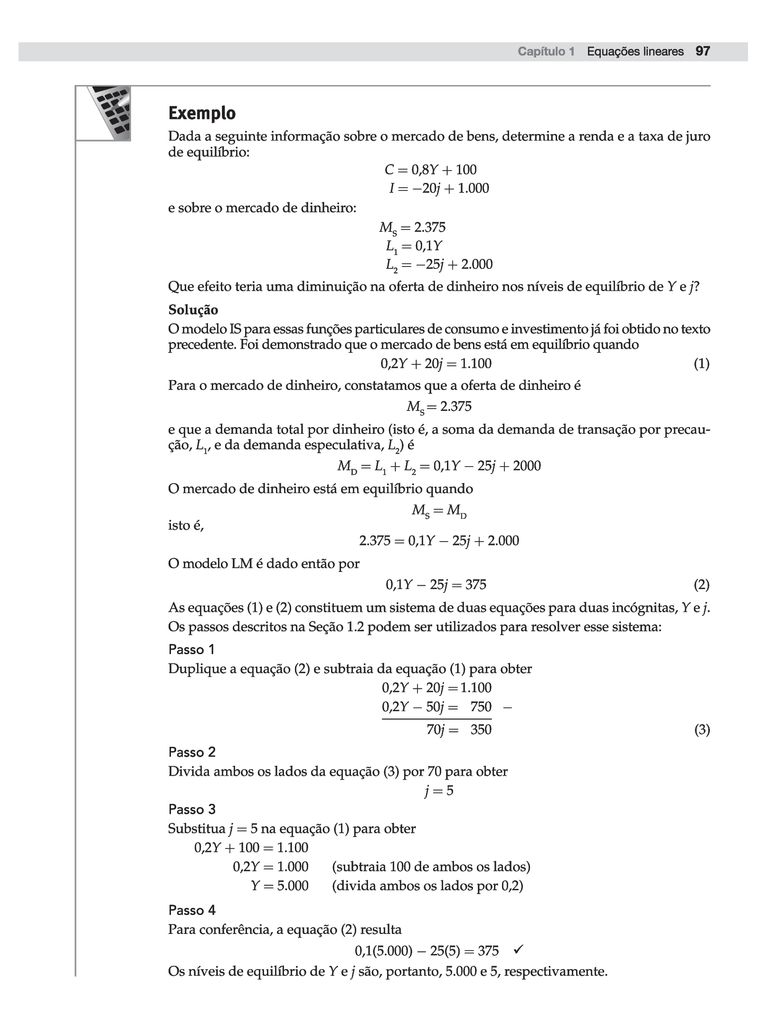 Capítulo 1 Equações lineares 97
Exemplo
Dada a seguinte informação sobre o mercado de bens, determine a renda e a taxa de juro
de equilíbrio:
C = 0,8Y + 100
I = −20j + 1.000
e sobre o mercado de dinheiro:
M_S = 2.375
L_1 = 0,1Y
L_2 = −25j + 2.000
Que efeito teria uma diminuição na oferta de dinheiro nos níveis de equilíbrio de Y e j?
Solução
O modelo IS para essas funções particulares de consumo e investimento já foi obtido no texto
precedente. Foi demonstrado que o mercado de bens está em equilíbrio quando
0,2Y + 20j = 1.100 (1)
Para o mercado de dinheiro, constatamos que a oferta de dinheiro é
M_S = 2.375
e que a demanda total por dinheiro (isto é, a soma da demanda de transação por precau-
ção, L_1, e da demanda especulativa, L_2) é
M_D = L_1 + L_2 = 0,1Y − 25j + 2000
O mercado de dinheiro está em equilíbrio quando
M_S = M_D
isto é,
2.375 = 0,1Y − 25j + 2.000
O modelo LM é dado então por
0,1Y − 25j = 375 (2)
As equações (1) e (2) constituem um sistema de duas equações para duas incógnitas, Y e j.
Os passos descritos na Seção 1.2 podem ser utilizados para resolver esse sistema:
Passo 1
Duplique a equação (2) e subtraia da equação (1) para obter
0,2Y + 20j = 1.100
0,2Y − 50j = 750 −
70j = 350 (3)
Passo 2
Divida ambos os lados da equação (3) por 70 para obter
j = 5
Passo 3
Substitua j = 5 na equação (1) para obter
0,2Y + 100 = 1.100
0,2Y = 1.000 (subtraia 100 de ambos os lados)
Y = 5.000 (divida ambos os lados por 0,2)
Passo 4
Para conferência, a equação (2) resulta
0,1(5.000) − 25(5) = 375 ✓
Os níveis de equilíbrio de Y e j são, portanto, 5.000 e 5, respectivamente.